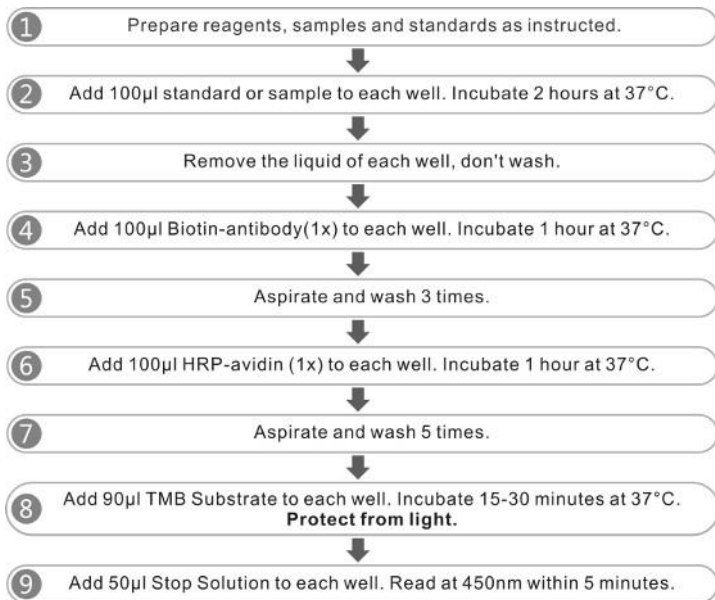 1 Prepare reagents, samples and standards as instructed.
2 Add 100µl standard or sample to each well. Incubate 2 hours at 37°C.
3 Remove the liquid of each well, don't wash.
4 Add 100µl Biotin-antibody(1x) to each well. Incubate 1 hour at 37°C.
5 Aspirate and wash 3 times.
6 Add 100µl HRP-avidin (1x) to each well. Incubate 1 hour at 37°C.
7 Aspirate and wash 5 times.
8 Add 90µl TMB Substrate to each well. Incubate 15-30 minutes at 37°C.
Protect from light.
9 Add 50µl Stop Solution to each well. Read at 450nm within 5 minutes.